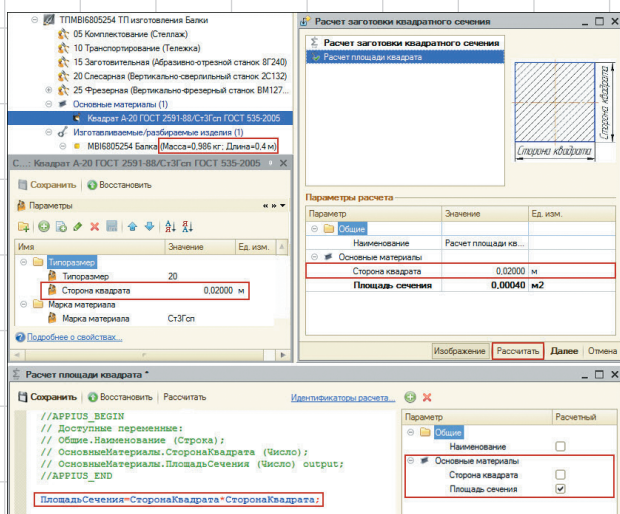 ТПМБI6805254 ТП изготовления Балки
05 Комплектование (Стеллаж)
10 Транспортирование (Тележка)
15 Заготовительная (Абразивно-отрезной станок 8Г240)
20 Слесарная (Вертикально-сверлильный станок 2С132)
25 Фрезерная (Вертикально-фрезерный станок ВМ127...
Основные материалы (1)
Квадрат А-20 ГОСТ 2591-88/Ст3Гсп ГОСТ 535-2005
Изготавливаемые/разбираемые изделия (1)
МВI6805254 Балка (Масса=0,986 кг; Длина=0,4 м)
С...: Квадрат А-20 ГОСТ 2591-88/Ст3Гсп ГОСТ 535-2005
Сохранить Восстановить
Параметры
Имя Значение Ед. изм.
Типоразмер
Типоразмер 20
Сторона квадрата 0,02000 м
Марка материала
Марка материала Ст3Гсп
Подробнее о свойствах...
Расчет заготовки квадратного сечения
Расчет заготовки квадратного сечения
Расчет площади квадрата
Сторона квадрата
Сторона квадрата
Параметры расчета
Параметр Значение Ед. изм.
Общие
Наименование Расчет площади кв...
Основные материалы
Сторона квадрата 0,02000 м
Площадь сечения 0,00040 м2
Изображение Рассчитать Далее Отмена
Расчет площади квадрата *
Сохранить Восстановить Рассчитать Идентификаторы расчета...
//APPIUS_BEGIN
// Доступные переменные:
// Общие.Наименование (Строка);
// ОсновныеМатериалы.СторонаКвадрата (Число);
// ОсновныеМатериалы.ПлощадьСечения (Число) output;
//APPIUS_END
ПлощадьСечения=СторонаКвадрата*СторонаКвадрата;
Параметр Расчетный
Общие
Наименование
Основные материалы
Сторона квадрата
Площадь сечения